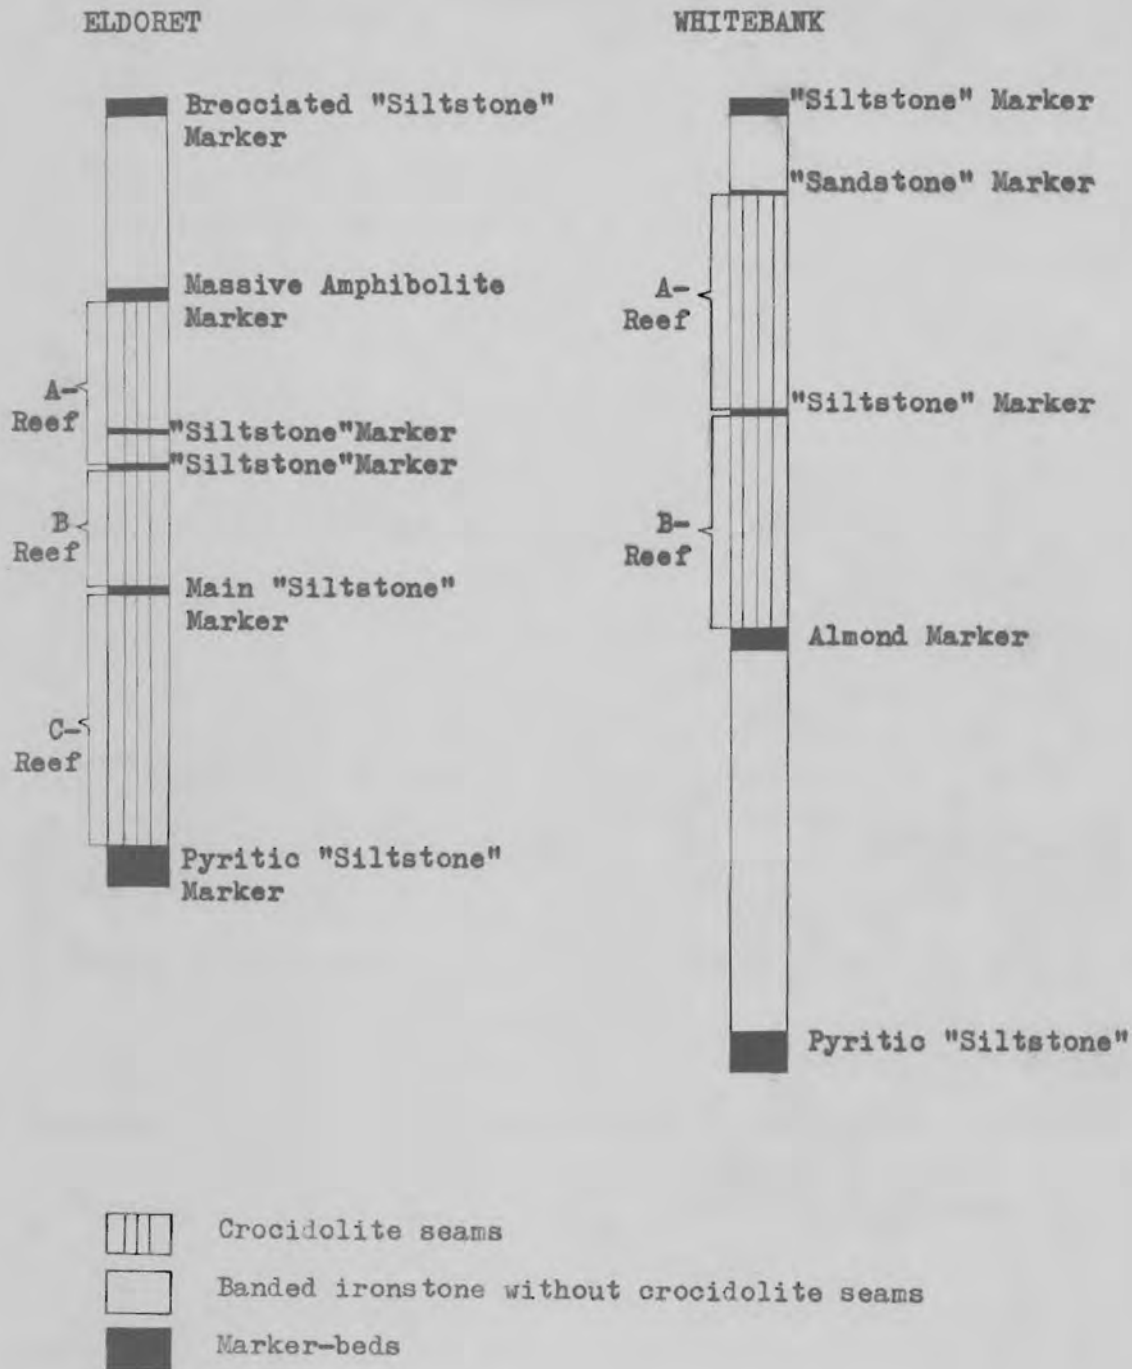 ELDORET
Brecciated "Siltstone"
Marker
Massive Amphibolite
Marker
A-
Reef
"Siltstone"Marker
"Siltstone"Marker
B
Reef
Main "Siltstone"
Marker
C-
Reef
Pyritic "Siltstone"
Marker
WHITEBANK
"Siltstone" Marker
"Sandstone" Marker
A-
Reef
"Siltstone" Marker
B-
Reef
Almond Marker
Pyritic "Siltstone"
Crocidolite seams
Banded ironstone without crocidolite seams
Marker-beds